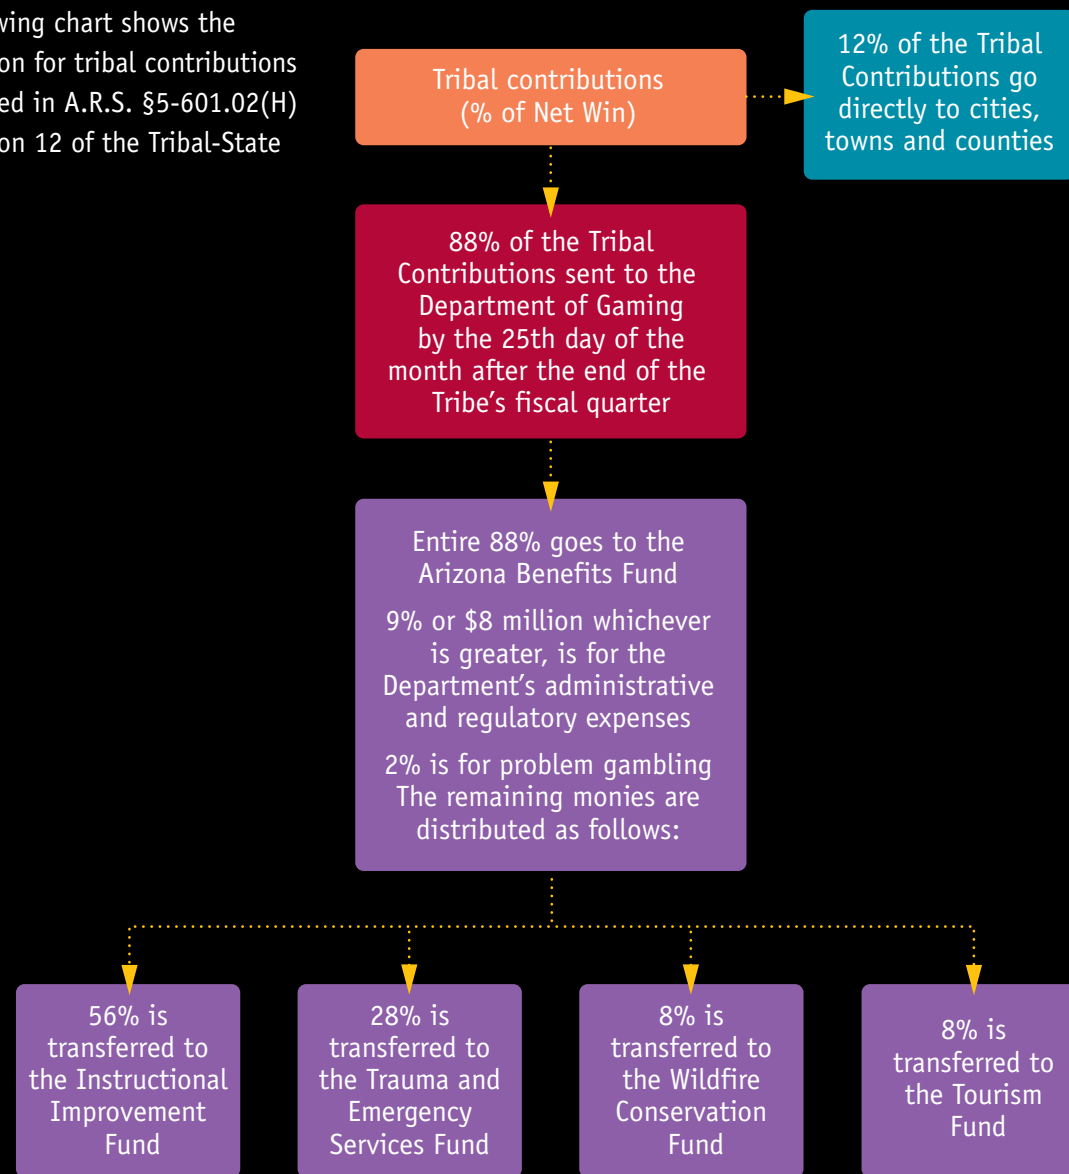 wing chart shows the
on for tribal contributions
ed in A.R.S. §5-601.02(H)
on 12 of the Tribal-State
Tribal contributions
(% of Net Win)
12% of the Tribal
Contributions go
directly to cities,
towns and counties
88% of the Tribal
Contributions sent to the
Department of Gaming
by the 25th day of the
month after the end of the
Tribe’s fiscal quarter
Entire 88% goes to the
Arizona Benefits Fund
9% or $8 million whichever
is greater, is for the
Department’s administrative
and regulatory expenses
2% is for problem gambling
The remaining monies are
distributed as follows:
56% is
transferred to
the Instructional
Improvement
Fund
28% is
transferred to
the Trauma and
Emergency
Services Fund
8% is
transferred to
the Wildfire
Conservation
Fund
8% is
transferred to
the Tourism
Fund